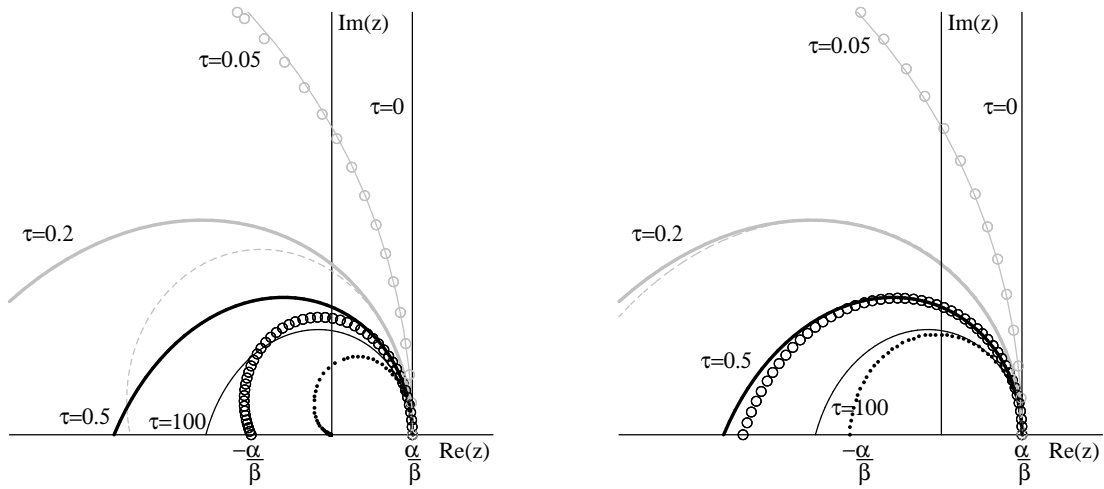 Im(z)
τ=0.05
τ=0
τ=0.2
τ=0.5
τ=100
−α/β
α/β
Re(z)
Im(z)
τ=0.05
τ=0
τ=0.2
τ=0.5
τ=100
−α/β
α/β
Re(z)